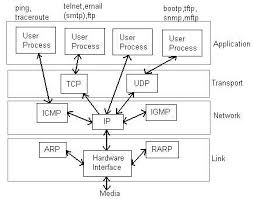 ping,
traceroute
telnet,email
(smtp),ftp
bootp,tftp,
snmp,mftp
User
Process
User
Process
User
Process
User
Process
Application
TCP
UDP
Transport
ICMP
IP
IGMP
Network
ARP
Hardware
Interface
RARP
Link
Media